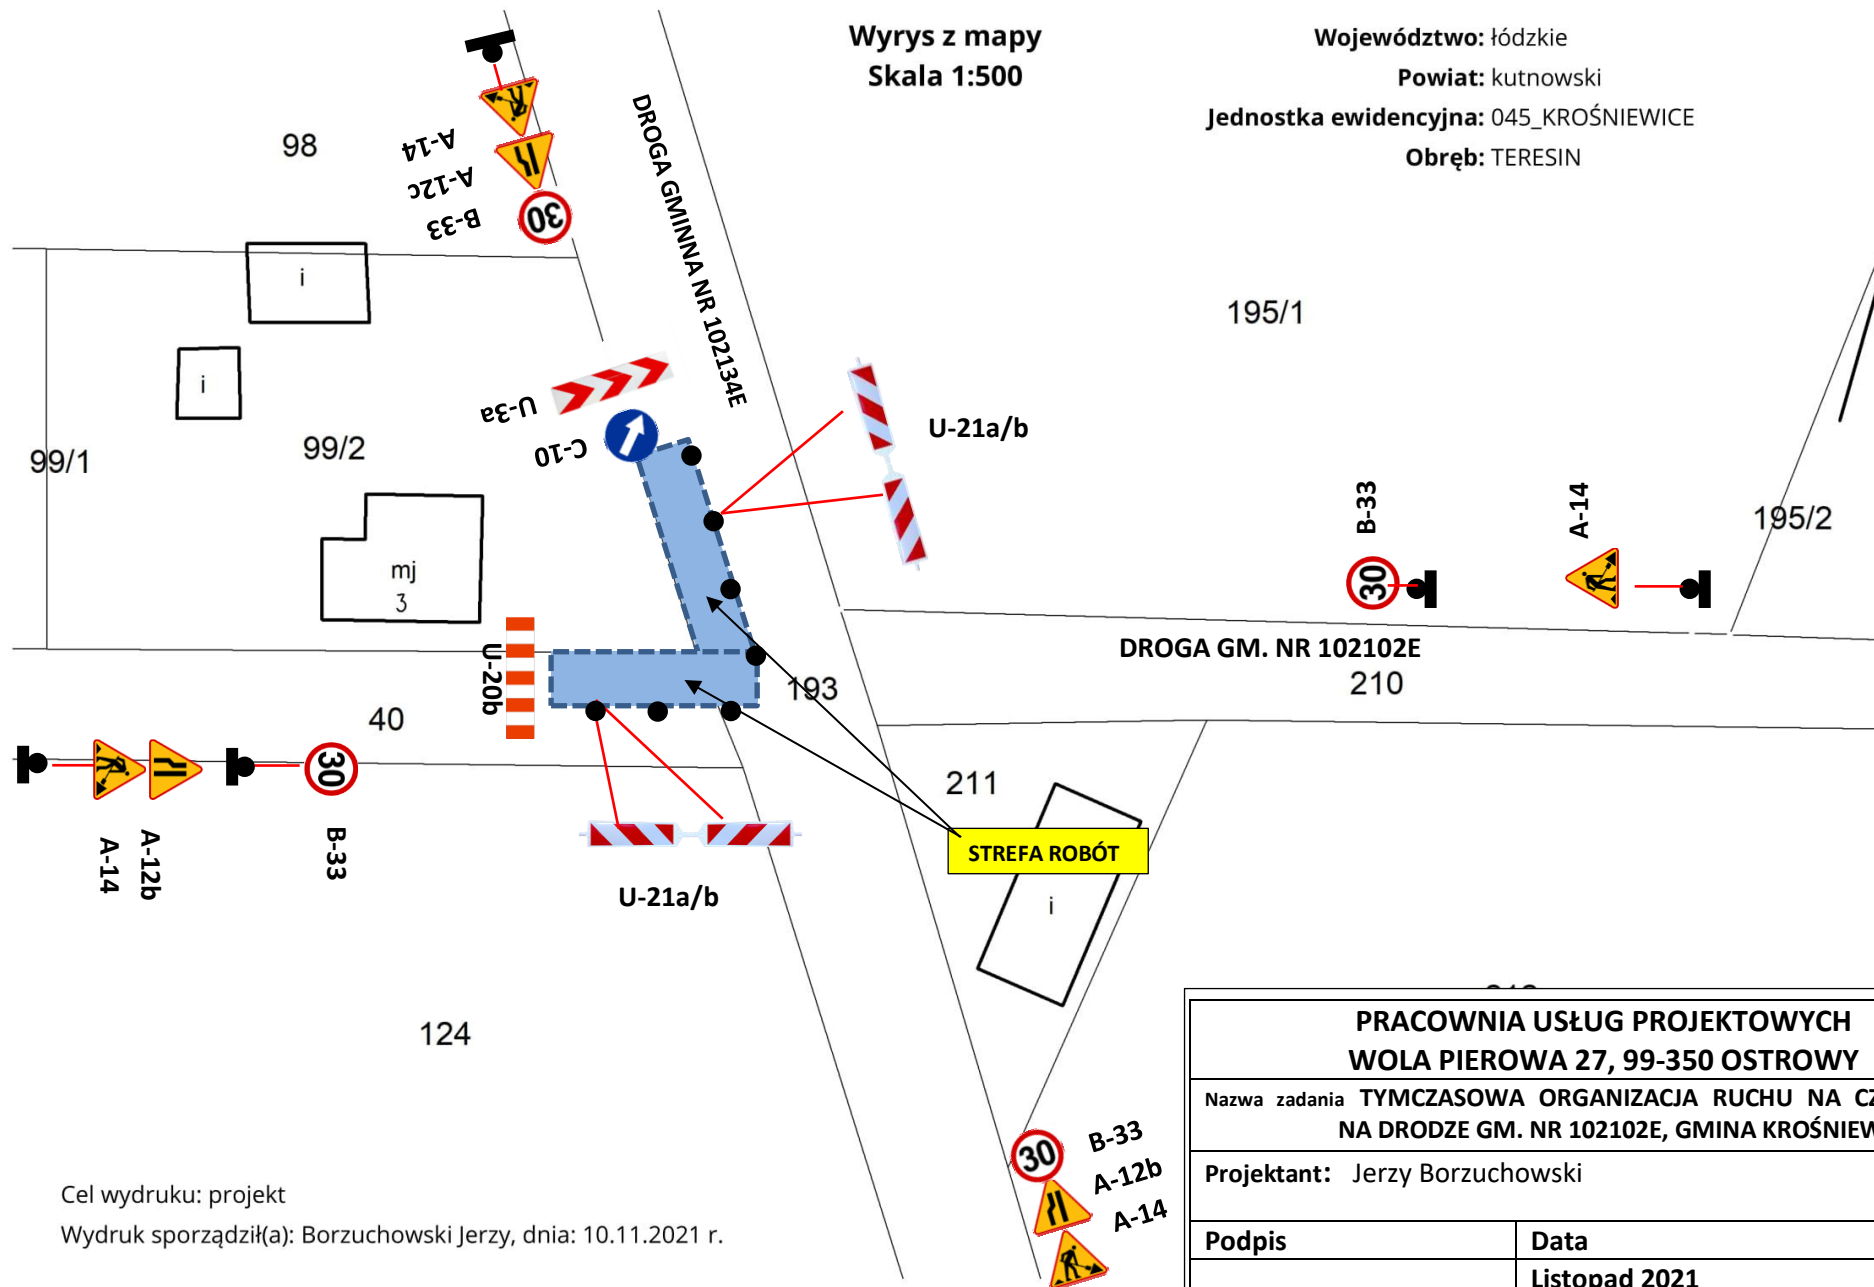 Wyrys z mapy
Skala 1:500
Województwo: łódzkie
Powiat: kutnowski
Jednostka ewidencyjna: 045_KROŚNIEWICE
Obręb: TERESIN
98
A-14
A-12c
B-33
30
DROGA GMINNA NR 102134E
i
i
99/1
99/2
mj
3
U-3a
C-10
U-21a/b
195/1
B-33
30
A-14
195/2
DROGA GM. NR 102102E
210
193
U-20b
40
30
A-14
A-12b
B-33
U-21a/b
211
STREFA ROBÓT
i
124
30
B-33
A-12b
A-14
PRACOWNIA USŁUG PROJEKTOWYCH
WOLA PIEROWA 27, 99-350 OSTROWY
Nazwa zadania TYMCZASOWA ORGANIZACJA RUCHU NA
NA DRODZE GM. NR 102102E, GMINA
Projektant: Jerzy Borzuchowski
Podpis
Data
Listopad 2021
Cel wydruku: projekt
Wydruk sporządził(a): Borzuchowski Jerzy, dnia: 10.11.2021 r.